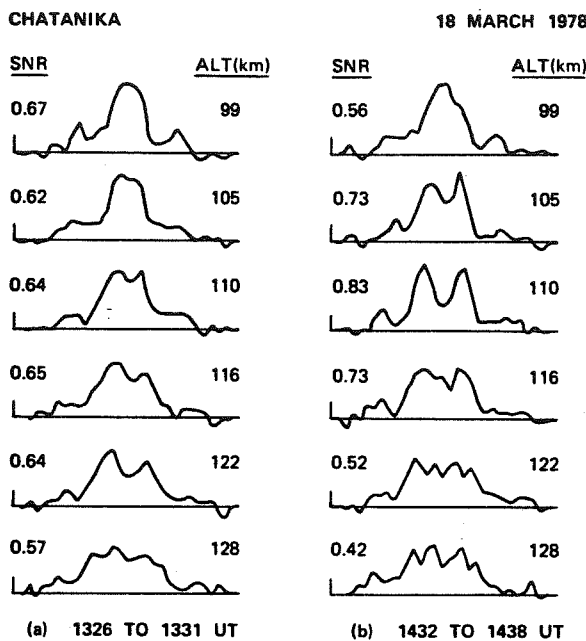 CHATANIKA 18 MARCH 1978
SNR ALT(km) SNR ALT(km)
0.67 99 0.56 99
0.62 105 0.73 105
0.64 110 0.83 110
0.65 116 0.73 116
0.64 122 0.52 122
0.57 128 0.42 128
(a) 1326 TO 1331 UT (b) 1432 TO 1438 UT